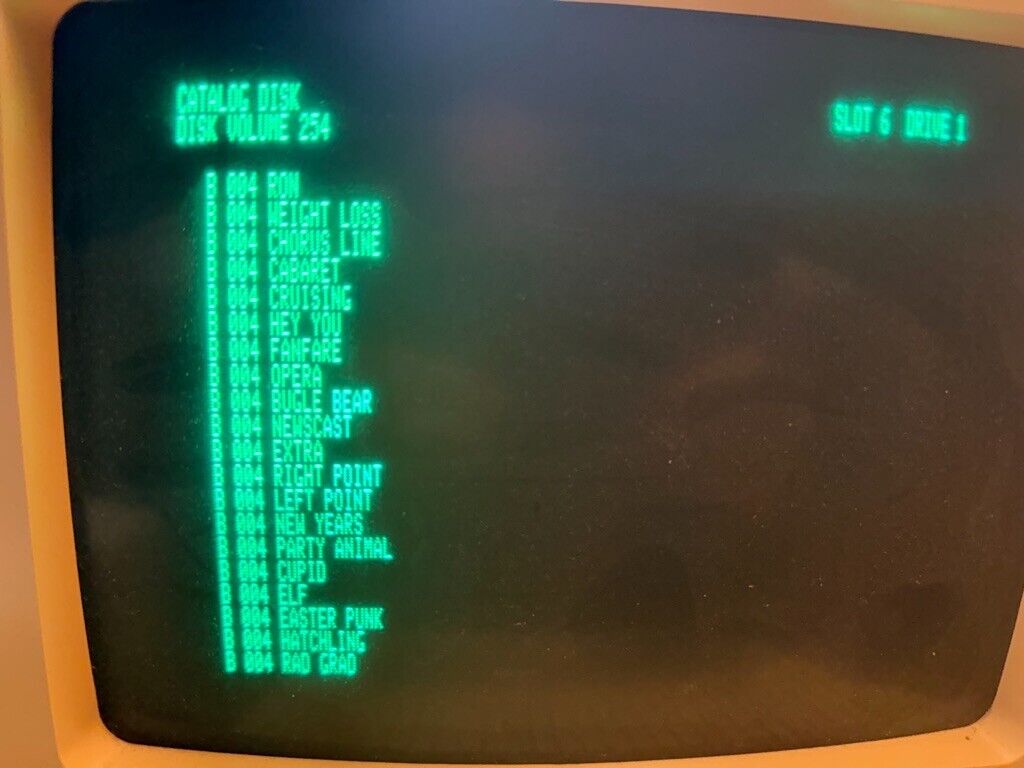 CATALOG DISK
DISK VOLUME 254
SLOT 6 DRIVE 1
B 004 ROW
B 004 WEIGHT LOSS
B 004 CHORUS LINE
B 004 CABARET
B 004 CRUISING
B 004 HEY YOU
B 004 FANFARE
B 004 OPERA
B 004 BUGLE BEAR
B 004 NEWSCAST
B 004 EXTRA
B 004 RIGHT POINT
B 004 LEFT POINT
B 004 NEW YEARS
B 004 PARTY ANIMAL
B 004 CUPID
B 004 ELF
B 004 EASTER PUNK
B 004 HATCHLING
B 004 RAD GRAD